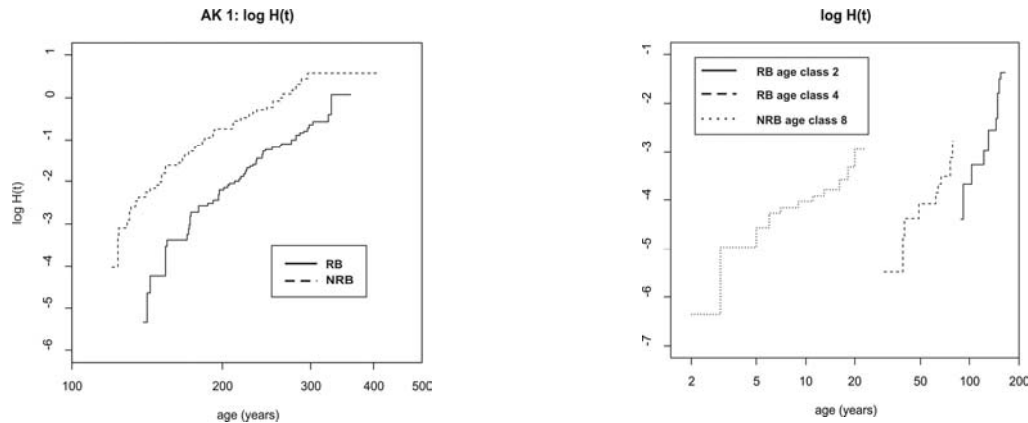 AK 1: log H(t)
log H(t)
1
0
-1
-2
-3
-4
-5
-6
RB
NRB
100
200
300
400
500
age (years)
log H(t)
-1
-2
-3
-4
-5
-6
-7
RB age class 2
RB age class 4
NRB age class 8
2
5
10
20
50
100
200
age (years)